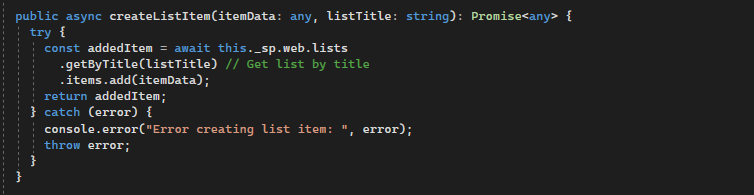 public async createListItem(itemData: any, listTitle: string): Promise<any> {
  try {
    const addedItem = await this._sp.web.lists
      .getByTitle(listTitle) // Get list by title
      .items.add(itemData);
    return addedItem;
  } catch (error) {
    console.error("Error creating list item: ", error);
    throw error;
  }
}